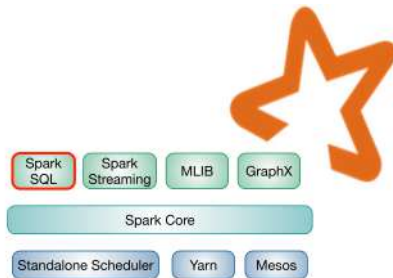 Spark
SQL
Spark
Streaming
MLIB
GraphX
Spark Core
Standalone Scheduler
Yarn
Mesos